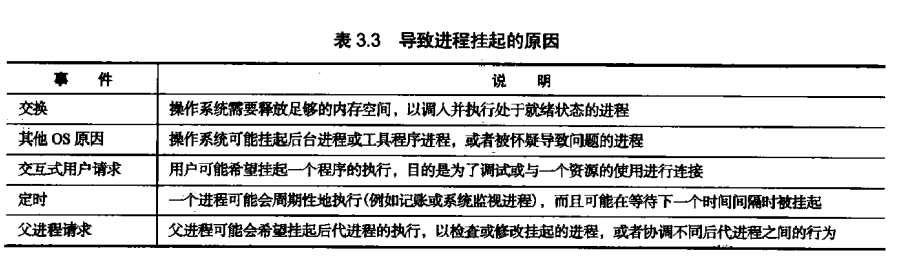 表 3.3 导致进程挂起的原因
事 件 说 明
交换 操作系统需要释放足够的内存空间，以调入并执行处于就绪状态的进程
其他 OS 原因 操作系统可能挂起后台进程或工具程序进程，或者被怀疑导致问题的进程
交互式用户请求 用户可能希望挂起一个程序的执行，目的是为了调试或与一个资源的使用进行连接
定时 一个进程可能会周期性地执行(例如记账或系统监视进程)，而且可能在等待下一个时间间隔时被挂起
父进程请求 父进程可能会希望挂起后代进程的执行，以检查或修改挂起的进程，或者协调不同后代进程之间的行为